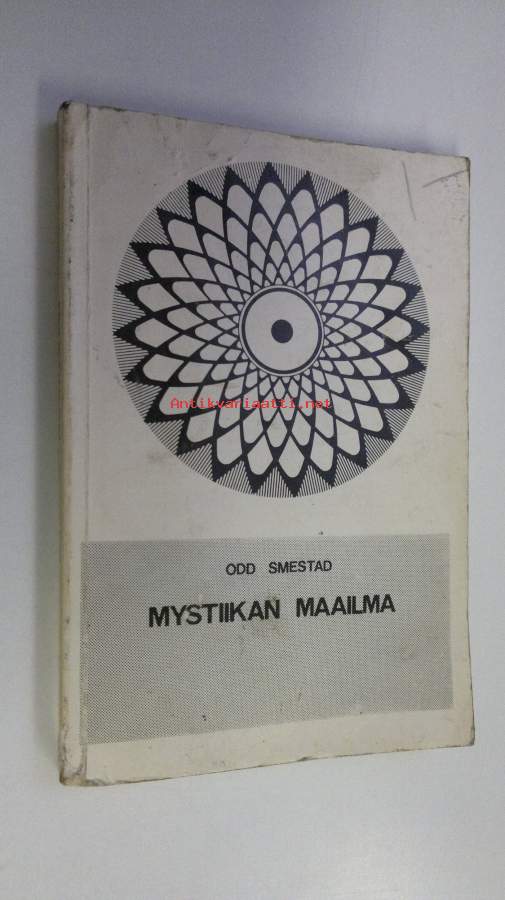 Antikvariaatti.net
ODD SMESTAD
MYSTIIKAN MAAILMA